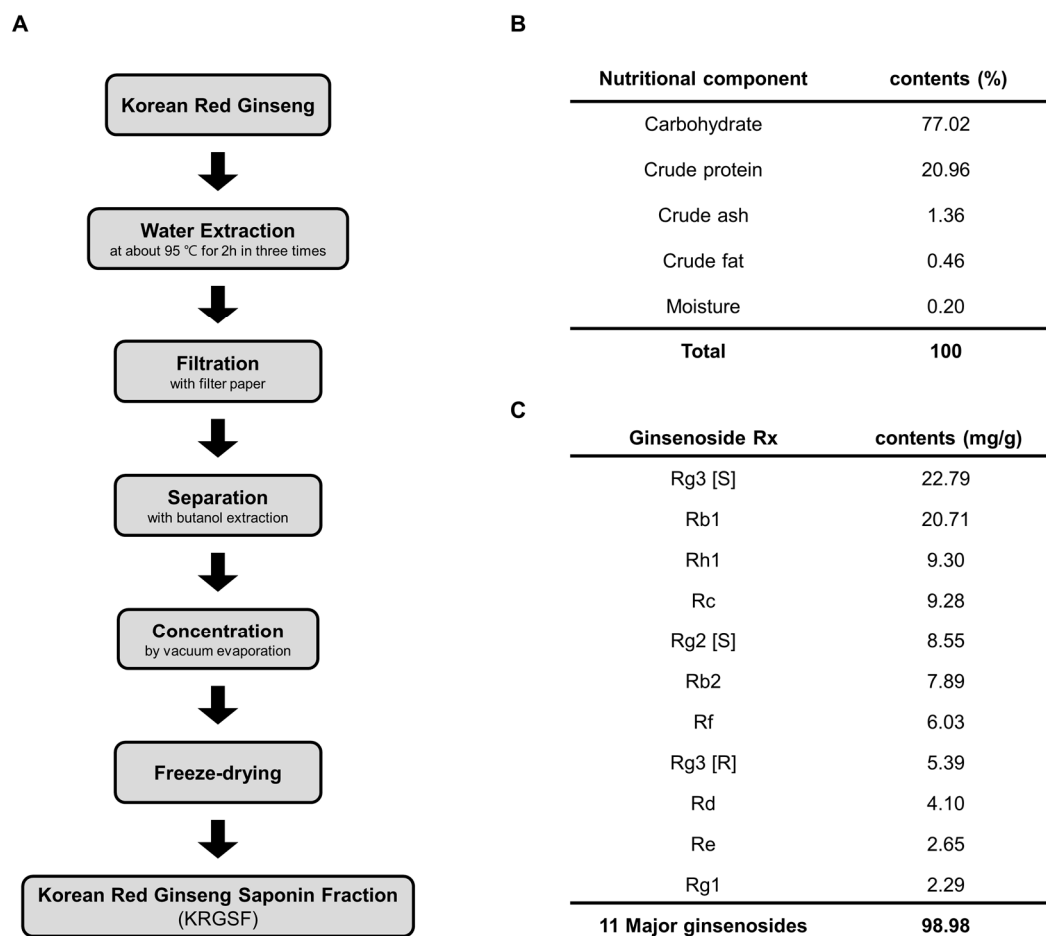 A
Korean Red Ginseng
Water Extraction
at about 95 ℃ for 2h in three times
Filtration
with filter paper
Separation
with butanol extraction
Concentration
by vacuum evaporation
Freeze-drying
Korean Red Ginseng Saponin Fraction
(KRGSF)
B
Nutritional component contents (%)
Carbohydrate 77.02
Crude protein 20.96
Crude ash 1.36
Crude fat 0.46
Moisture 0.20
Total 100
C
Ginsenoside Rx contents (mg/g)
Rg3 [S] 22.79
Rb1 20.71
Rh1 9.30
Rc 9.28
Rg2 [S] 8.55
Rb2 7.89
Rf 6.03
Rg3 [R] 5.39
Rd 4.10
Re 2.65
Rg1 2.29
11 Major ginsenosides 98.98